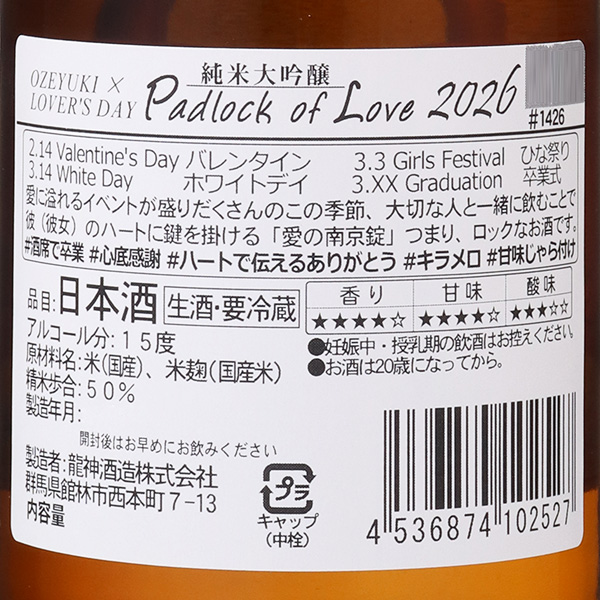 OZEYUKI × LOVER'S DAY
純米大吟醸
Padlock of Love 2026
#1426
2.14 Valentine's Day バレンタイン 3.3 Girls Festival ひな祭り
3.14 White Day ホワイトデイ 3.XX Graduation 卒業式
愛に溢れるイベントが盛りだくさんのこの季節、大切な人と一緒に飲むことで
彼(彼女)のハートに鍵を掛ける「愛の南京錠」つまり、ロックなお酒です。
#酒席で卒業 #心底感謝 #ハートで伝えるありがとう #キラメロ #甘味じゃら付け
品目:日本酒 生酒・要冷蔵
アルコール分:15度
原材料名:米(国産)、米麹(国産米)
精米歩合:50%
製造年月:
香り 甘味 酸味
★★★★☆ ★★★★☆ ★★★☆☆
●妊娠中・授乳期の飲酒はお控えください。
●お酒は20歳になってから。
開封後はお早めにお飲みください
製造者:龍神酒造株式会社
群馬県館林市西本町7-13
内容量
プラ
キャップ
(中栓)
4 536874 102527